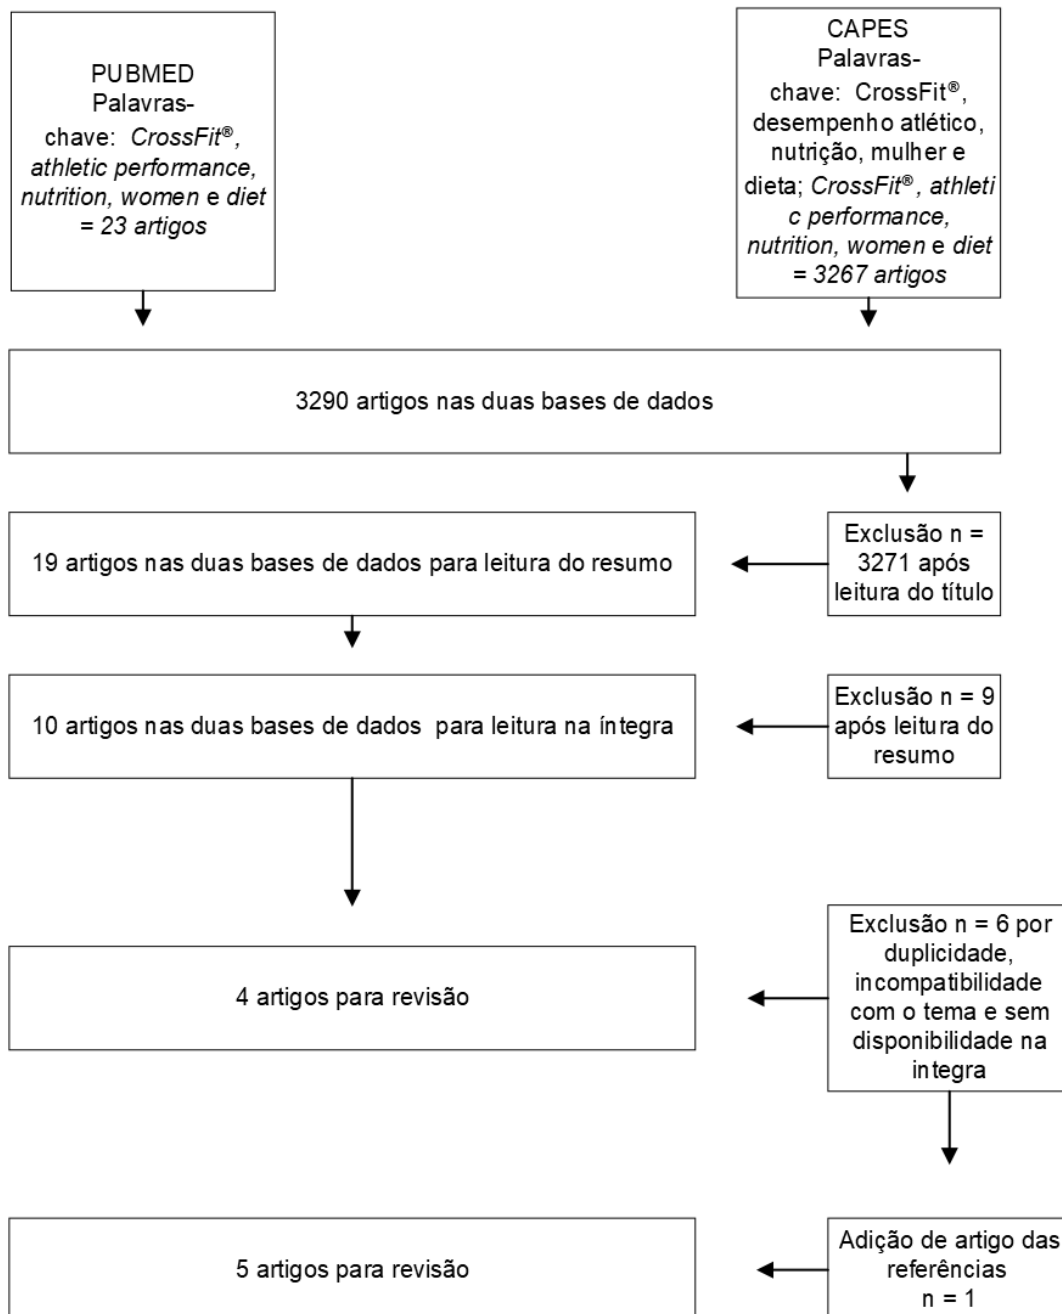 PUBMED
Palavras-
chave: CrossFit®,
athletic performance,
nutrition, women e diet
= 23 artigos
CAPES
Palavras-
chave: CrossFit®,
desempenho atlético,
nutrição, mulher e
dieta; CrossFit®, athleti
c performance,
nutrition, women e diet
= 3267 artigos
3290 artigos nas duas bases de dados
19 artigos nas duas bases de dados para leitura do resumo
Exclusão n =
3271 após
leitura do título
10 artigos nas duas bases de dados para leitura na íntegra
Exclusão n = 9
após leitura do
resumo
4 artigos para revisão
Exclusão n = 6 por
duplicidade,
incompatibilidade
com o tema e sem
disponibilidade na
integra
5 artigos para revisão
Adição de artigo das
referências
n = 1